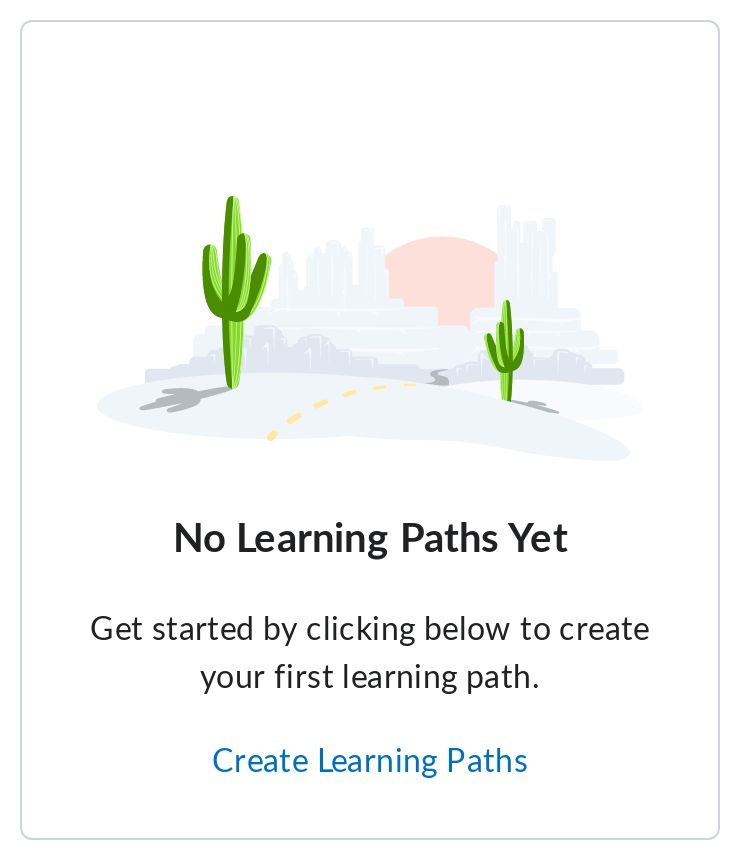 No Learning Paths Yet
Get started by clicking below to create
your first learning path.
Create Learning Paths